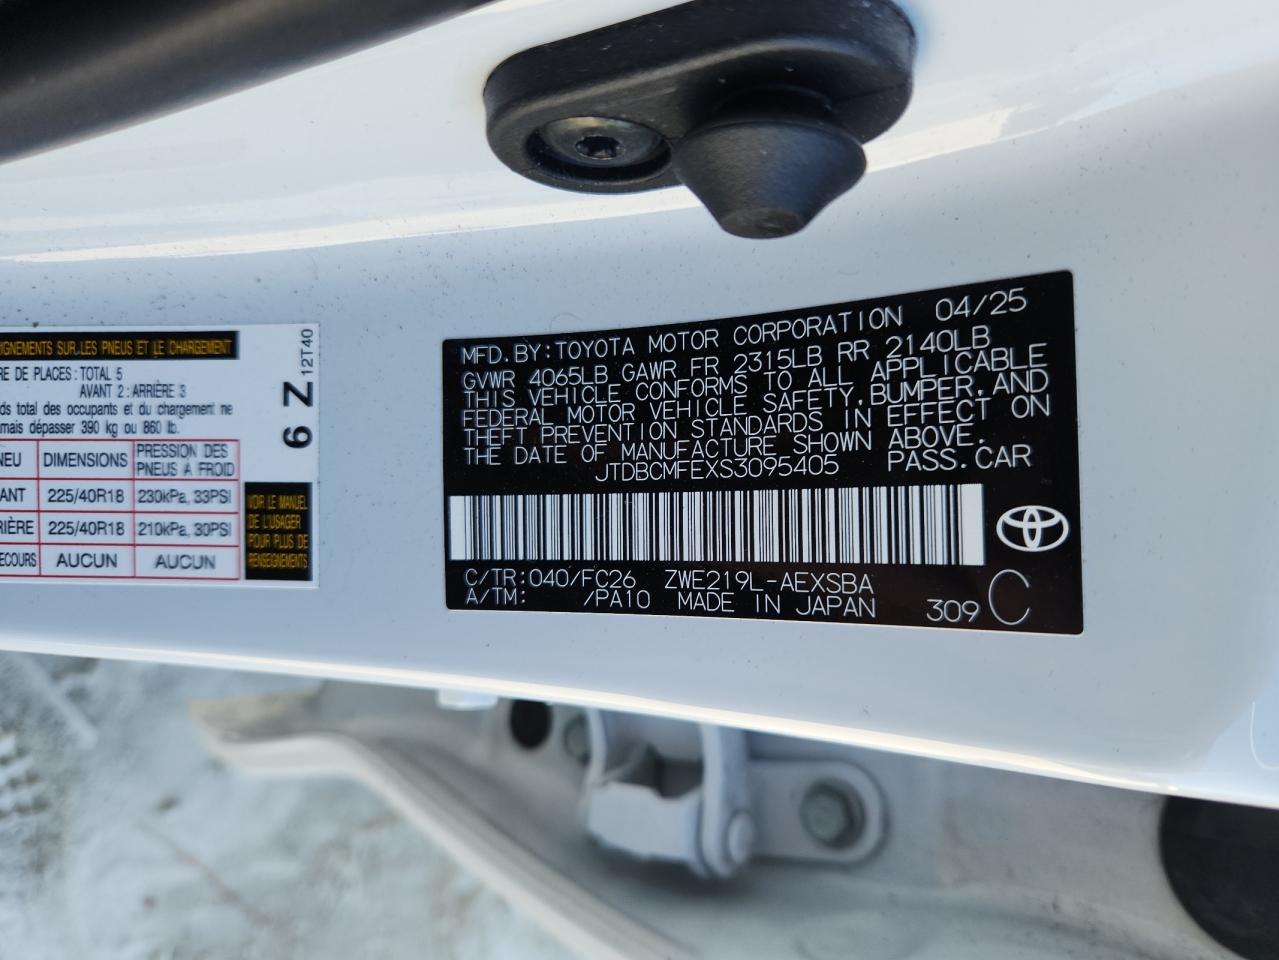 IGNEMENTS SUR LES PNEUS ET LE CHARGEMENT
RE DE PLACES: TOTAL 5
AVANT 2: ARRIÈRE 3
ds total des occupants et du chargement ne
mais dépasser 390 kg ou 860 lb.
NEU DIMENSIONS PRESSION DES PNEUS A FROID
ANT 225/40R18 230kPa, 33PSI
RIÈRE 225/40R18 210kPa, 30PSI
ECOURS AUCUN AUCUN
6 Z
12T40
VOIR LE MANUEL
DE L'USAGER
POUR PLUS DE
RENSEIGNEMENTS
MFD. BY: TOYOTA MOTOR CORPORATION 04/25
GVWR 4065LB GAWR FR 2315LB RR 2140LB
THIS VEHICLE CONFORMS TO ALL APPLICABLE
FEDERAL MOTOR VEHICLE SAFETY, BUMPER, AND
THEFT PREVENTION STANDARDS IN EFFECT ON
THE DATE OF MANUFACTURE SHOWN ABOVE.
JTDBCMFEXS3095405 PASS. CAR
C/TR: 040/FC26 ZWE219L-AEXSBA
A/TM: /PA10 MADE IN JAPAN 309 C